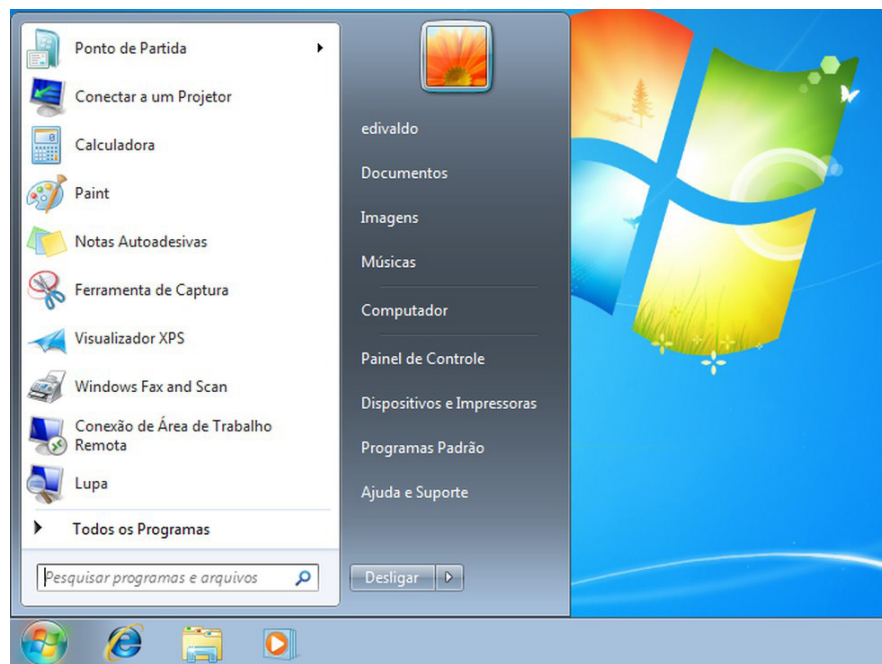 Ponto de Partida
Conectar a um Projetor
Calculadora
Paint
Notas Autoadesivas
Ferramenta de Captura
Visualizador XPS
Windows Fax and Scan
Conexão de Área de Trabalho
Remota
Lupa
Todos os Programas
Pesquisar programas e arquivos
edivaldo
Documentos
Imagens
Músicas
Computador
Painel de Controle
Dispositivos e Impressoras
Programas Padrão
Ajuda e Suporte
Desligar